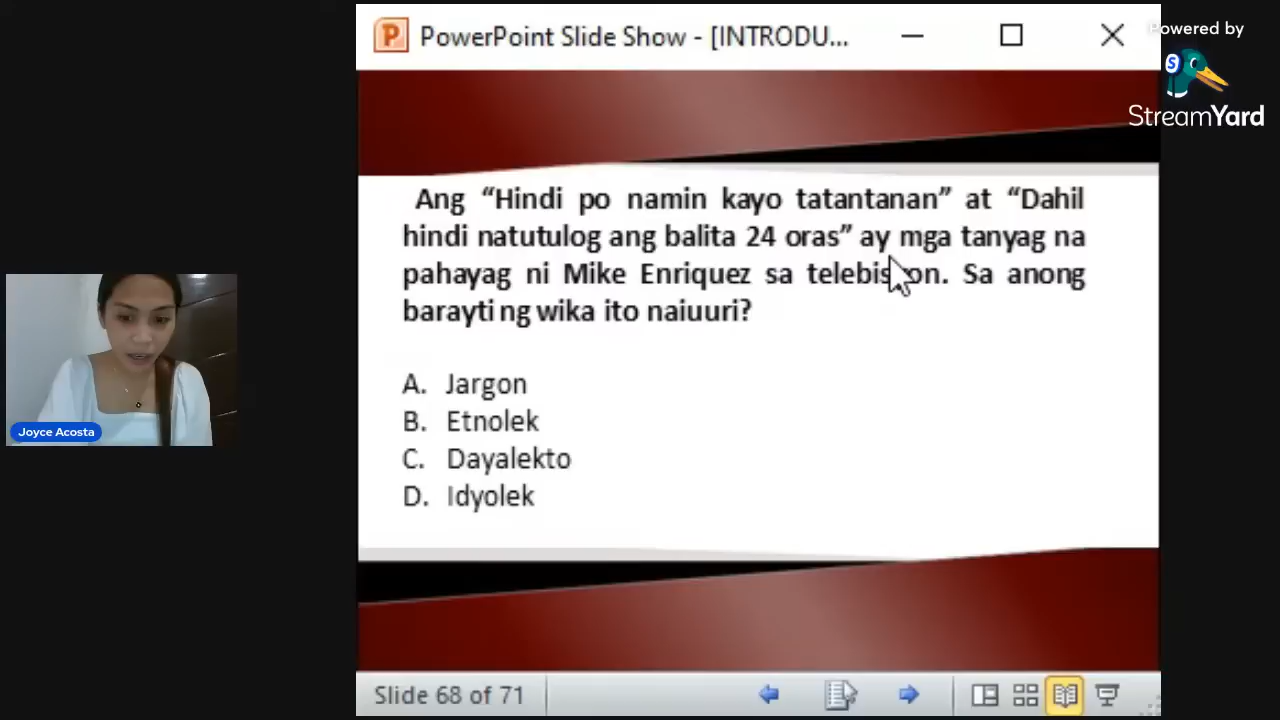 PowerPoint Slide Show - [INTRODU...
Powered by
StreamYard
Ang “Hindi po namin kayo tatantanan” at “Dahil
hindi natutulog ang balita 24 oras” ay mga tanyag na
pahayag ni Mike Enriquez sa telebisyon. Sa anong
barayti ng wika ito naiuuri?
A. Jargon
B. Etnolek
C. Dayalekto
D. Idyolek
Joyce Acosta
Slide 68 of 71